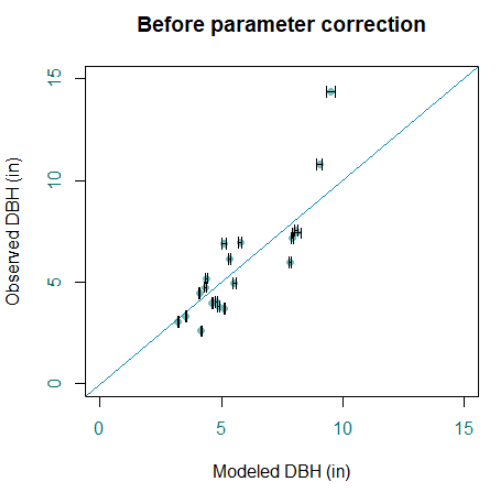 Before parameter correction
Observed DBH (in)
15
10
5
0
0 5 10 15
Modeled DBH (in)